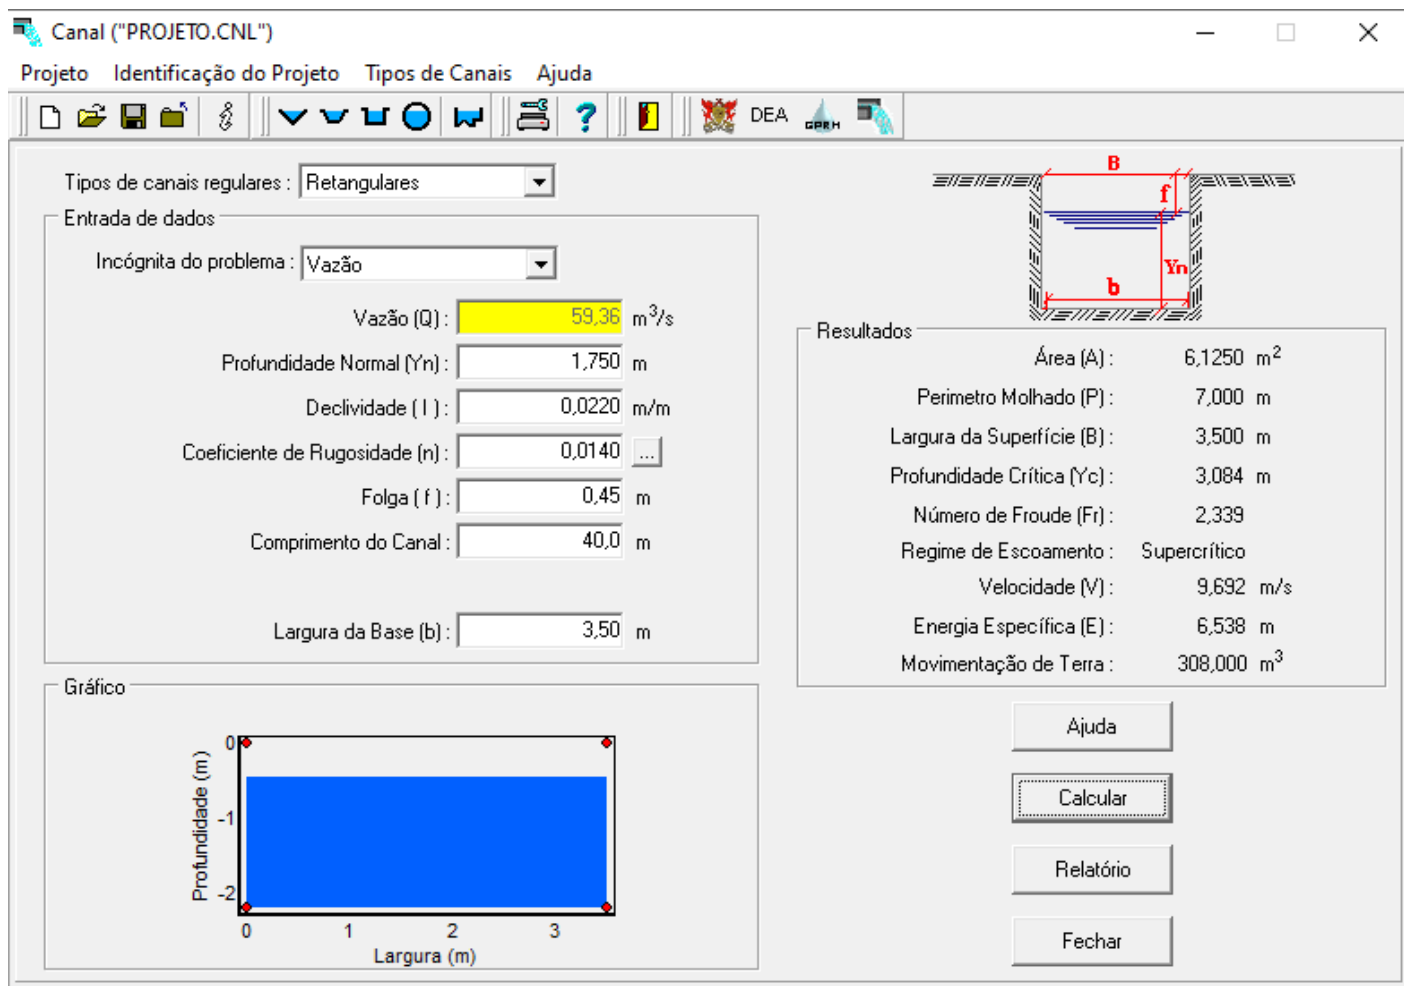 Canal ("PROJETO.CNL")
Projeto Identificação do Projeto Tipos de Canais Ajuda
DEA
GPRH
Tipos de canais regulares : Retangulares
Entrada de dados
Incógnita do problema : Vazão
Vazão (Q) : 59,36 m³/s
Profundidade Normal (Yn) : 1,750 m
Declividade ( I ) : 0,0220 m/m
Coeficiente de Rugosidade (n) : 0,0140 ...
Folga ( f ) : 0,45 m
Comprimento do Canal : 40,0 m
Largura da Base (b) : 3,50 m
Gráfico
Profundidade (m)
0
-1
-2
0 1 2 3
Largura (m)
B
f
Yn
b
Resultados
Área (A) : 6,1250 m²
Perimetro Molhado (P) : 7,000 m
Largura da Superfície (B) : 3,500 m
Profundidade Crítica (Yc) : 3,084 m
Número de Froude (Fr) : 2,339
Regime de Escoamento : Supercrítico
Velocidade (V) : 9,692 m/s
Energia Específica (E) : 6,538 m
Movimentação de Terra : 308,000 m³
Ajuda
Calcular
Relatório
Fechar